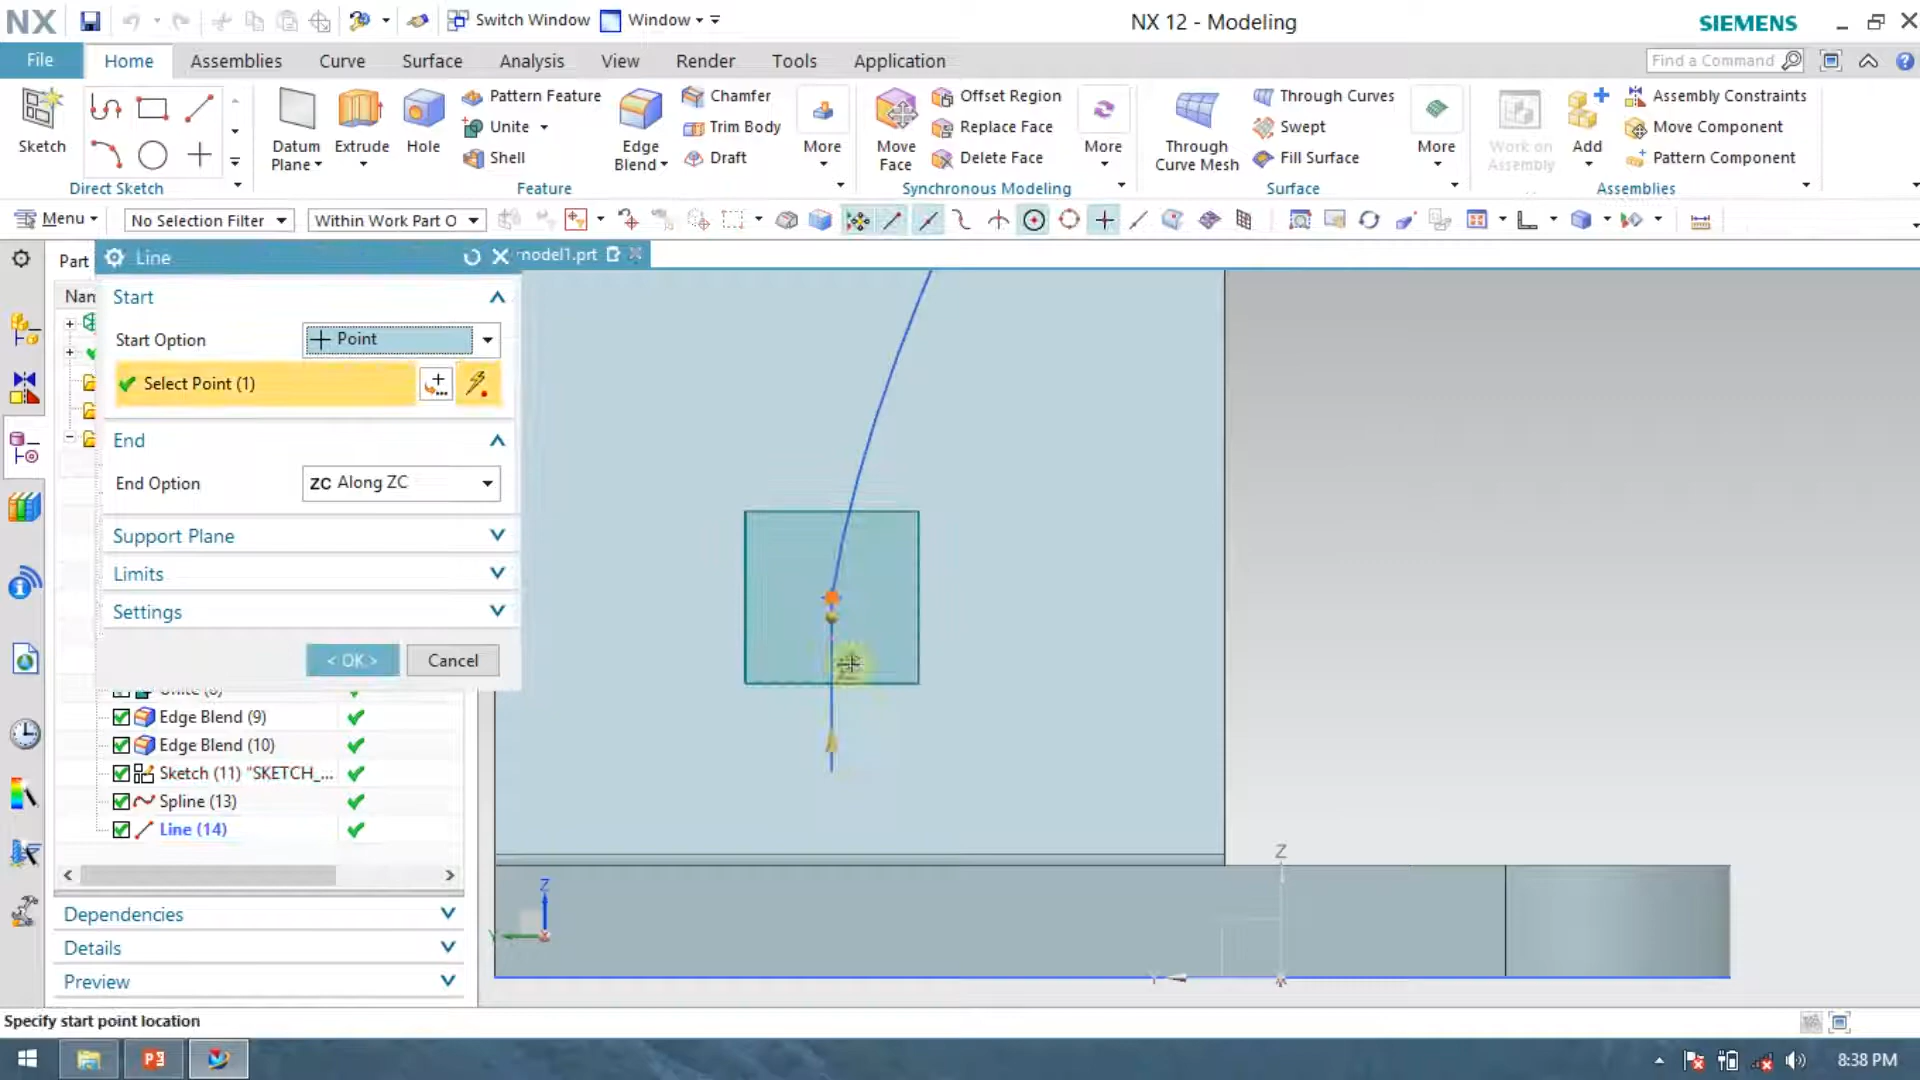 NX Switch Window Window NX 12 - Modeling SIEMENS
File Home Assemblies Curve Surface Analysis View Render Tools Application Find a Command
Sketch
Direct Sketch
Datum Plane
Extrude
Hole
Pattern Feature
Unite
Shell
Edge Blend
Chamfer
Trim Body
Draft
More
Feature
Move Face
Offset Region
Replace Face
Delete Face
More
Synchronous Modeling
Through Curve Mesh
Through Curves
Swept
Fill Surface
More
Surface
Work on Assembly
Add
Assembly Constraints
Move Component
Pattern Component
Assemblies
Menu No Selection Filter Within Work Part O
Part Line model1.prt
Nam
Start
Start Option Point
Select Point (1)
End
End Option ZC Along ZC
Support Plane
Limits
Settings
< OK > Cancel
Edge Blend (9)
Edge Blend (10)
Sketch (11) "SKETCH_...
Spline (13)
Line (14)
Dependencies
Details
Preview
Z
Y
Z
Y
Specify start point location
8:38 PM